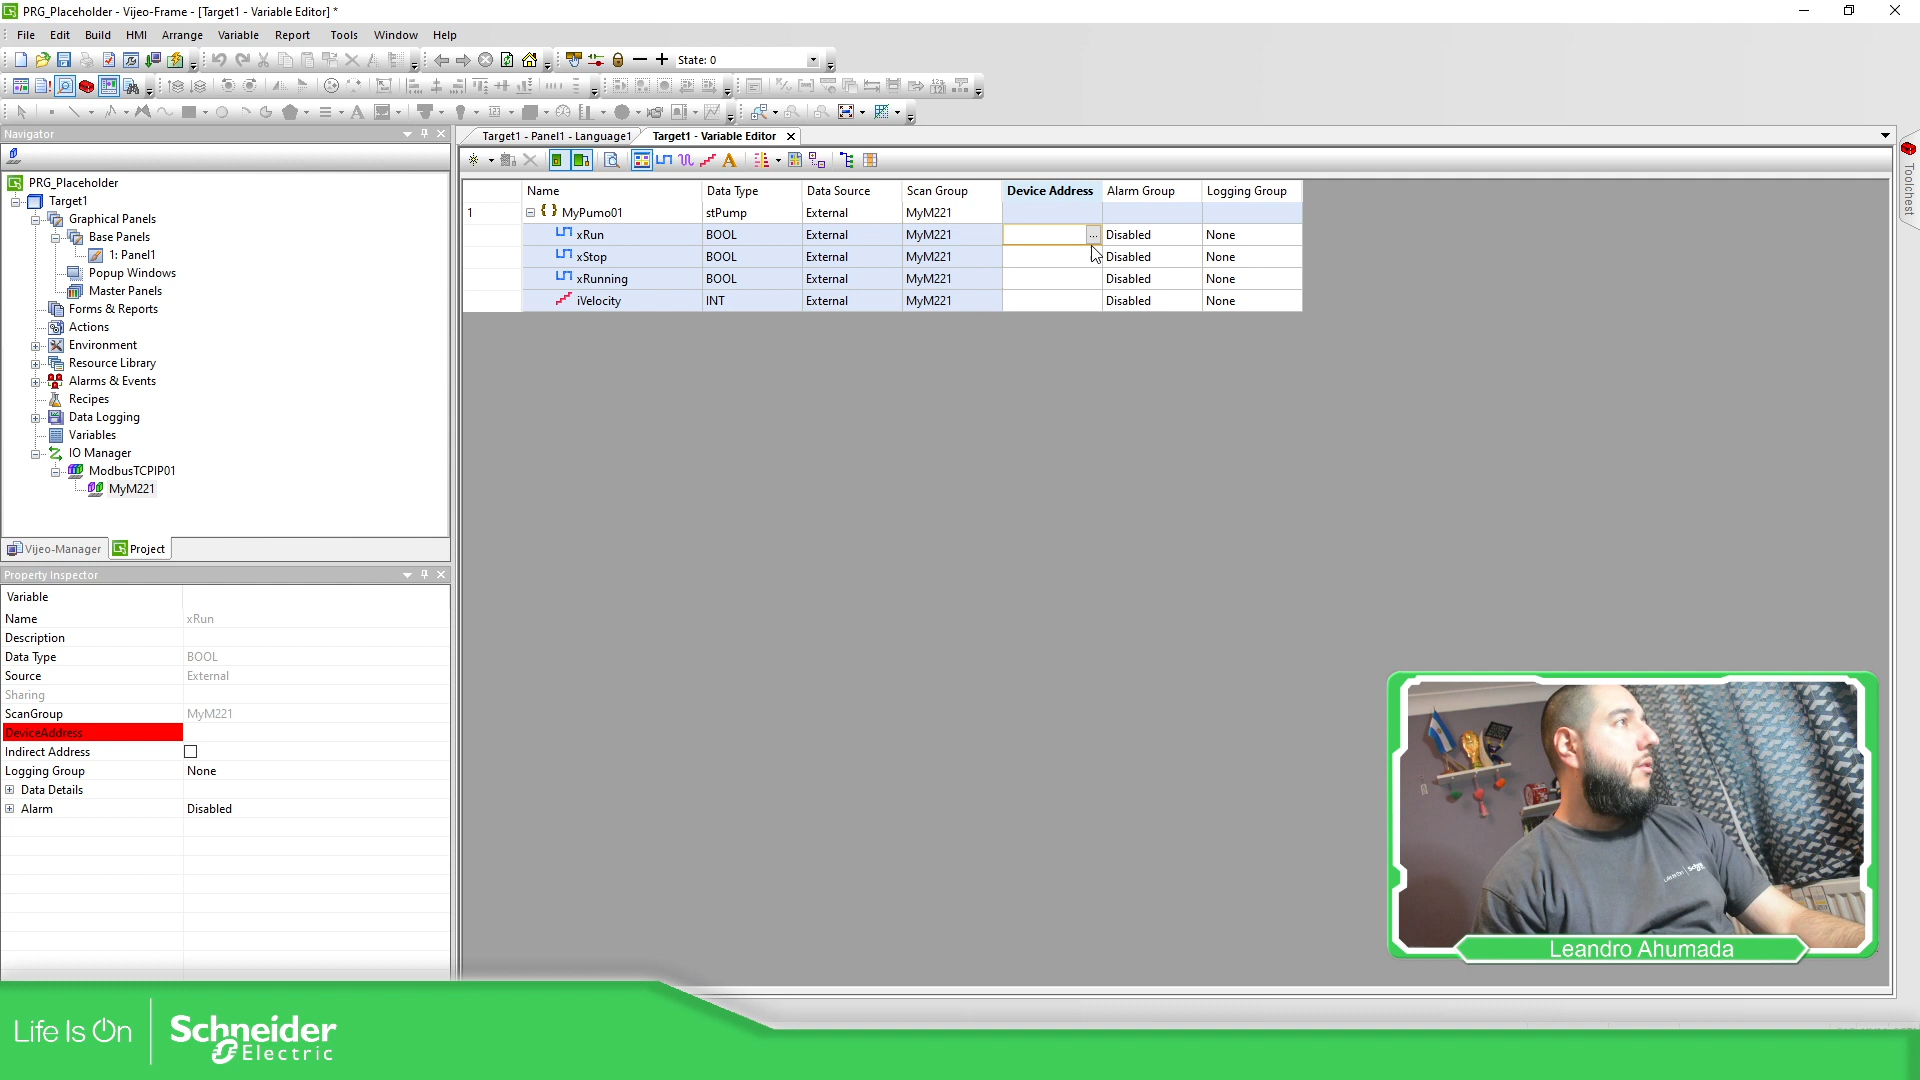 PRG_Placeholder - Vijeo-Frame - [Target1 - Variable Editor] *
File Edit Build HMI Arrange Variable Report Tools Window Help
State: 0
Navigator
PRG_Placeholder
Target1
Graphical Panels
Base Panels
1: Panel1
Popup Windows
Master Panels
Forms & Reports
Actions
Environment
Resource Library
Alarms & Events
Recipes
Data Logging
Variables
IO Manager
ModbusTCPIP01
MyM221
Vijeo-Manager Project
Property Inspector
Variable
Name xRun
Description
Data Type BOOL
Source External
Sharing
ScanGroup MyM221
DeviceAddress
Indirect Address
Logging Group None
Data Details
Alarm Disabled
Target1 - Panel1 - Language1 Target1 - Variable Editor
Name Data Type Data Source Scan Group Device Address Alarm Group Logging Group
1 MyPumo01 stPump External MyM221
xRun BOOL External MyM221 ... Disabled None
xStop BOOL External MyM221 Disabled None
xRunning BOOL External MyM221 Disabled None
iVelocity INT External MyM221 Disabled None
Toolchest
Leandro Ahumada
Life Is On
Schneider
Electric